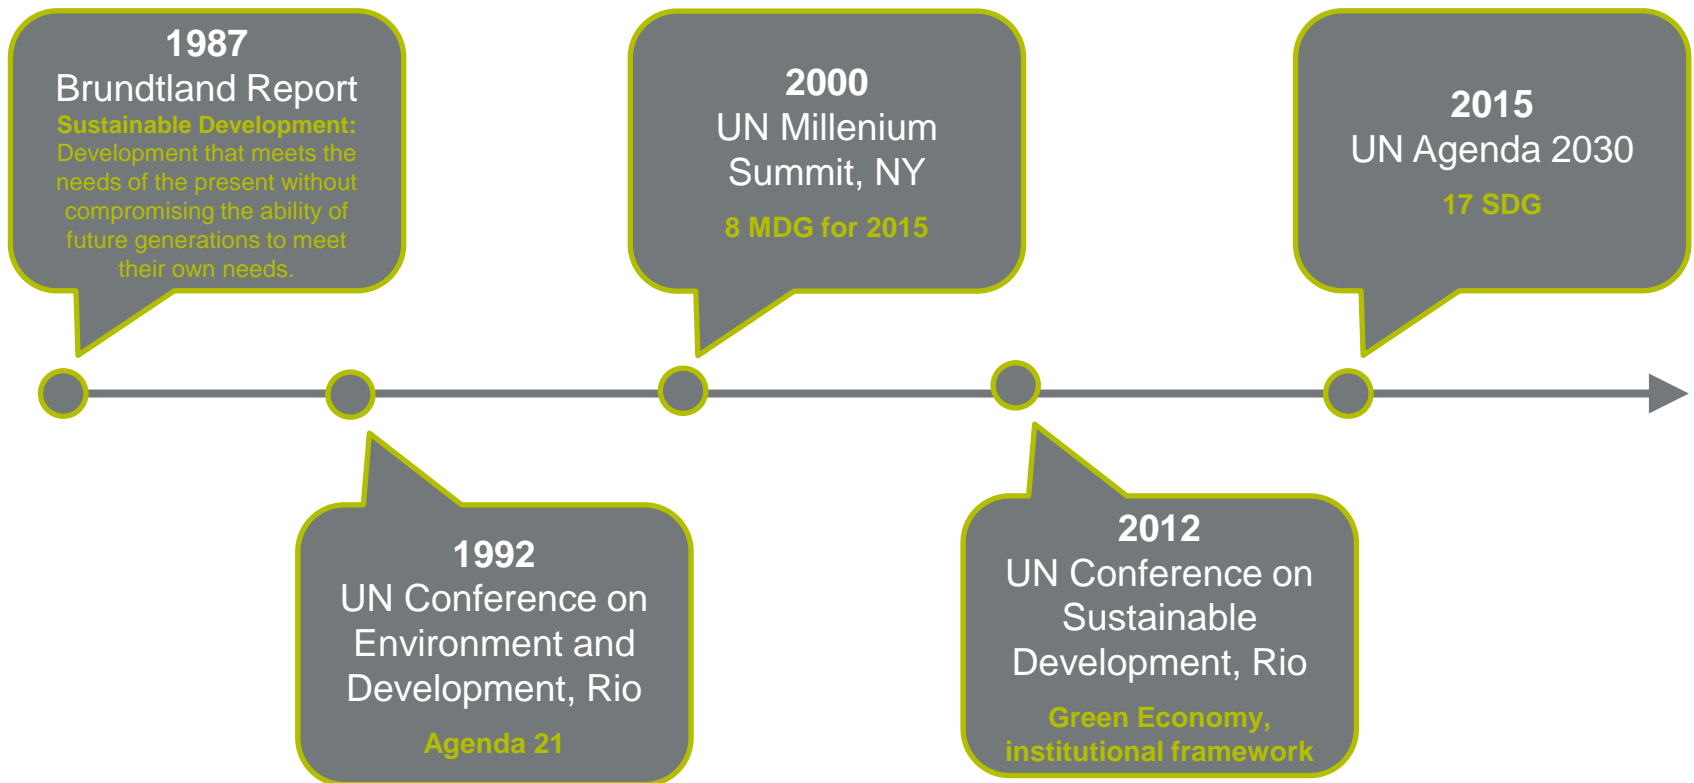 1987
Brundtland Report
Sustainable Development:
Development that meets the
needs of the present without
compromising the ability of
future generations to meet
their own needs.
1992
UN Conference on
Environment and
Development, Rio
Agenda 21
2000
UN Millenium
Summit, NY
8 MDG for 2015
2012
UN Conference on
Sustainable
Development, Rio
Green Economy,
institutional framework
2015
UN Agenda 2030
17 SDG